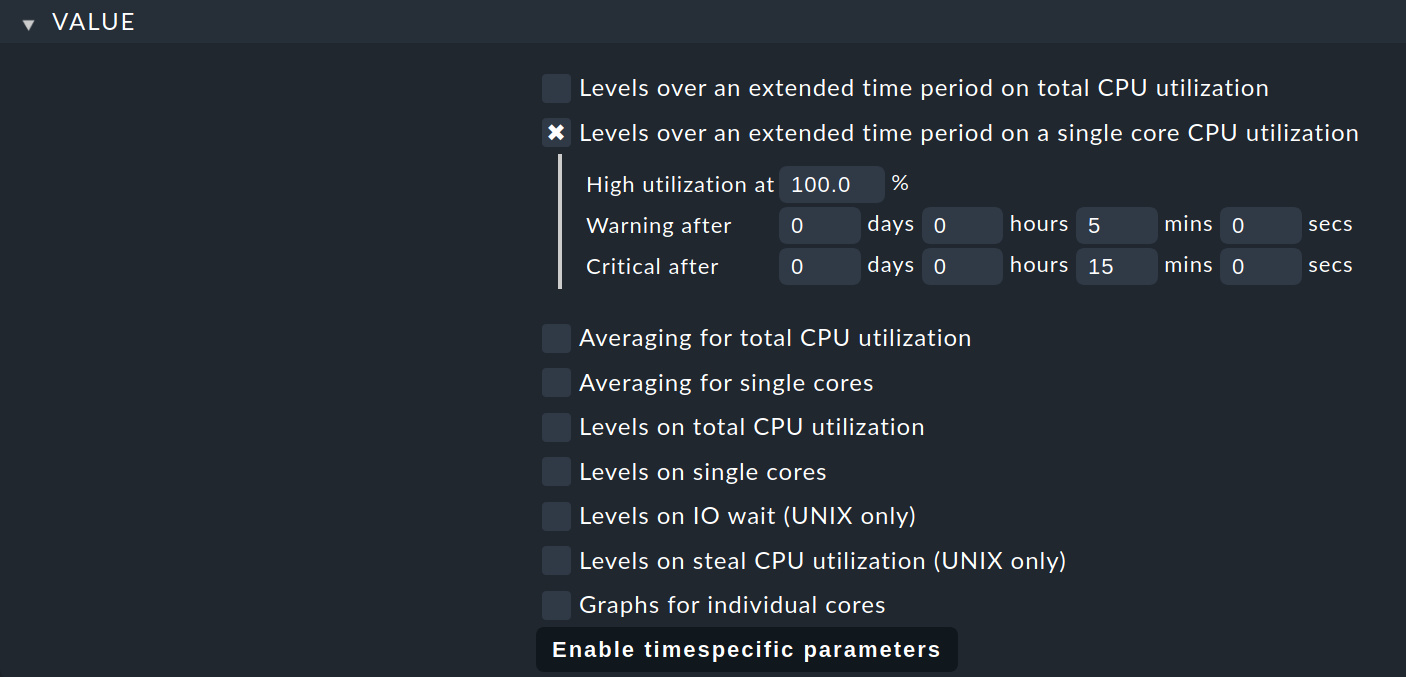 VALUE
Levels over an extended time period on total CPU utilization
Levels over an extended time period on a single core CPU utilization
High utilization at 100.0 %
Warning after 0 days 0 hours 5 mins 0 secs
Critical after 0 days 0 hours 15 mins 0 secs
Averaging for total CPU utilization
Averaging for single cores
Levels on total CPU utilization
Levels on single cores
Levels on IO wait (UNIX only)
Levels on steal CPU utilization (UNIX only)
Graphs for individual cores
Enable timespecific parameters